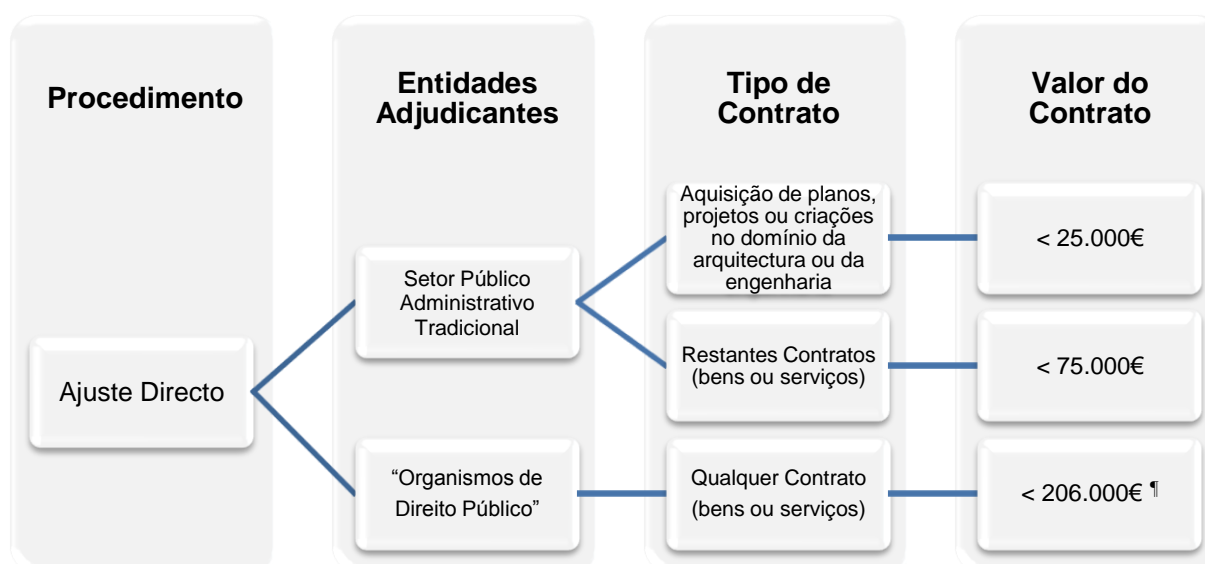 Procedimento
Entidades
Adjudicantes
Tipo de
Contrato
Valor do
Contrato
Ajuste Directo
Setor Público
Administrativo
Tradicional
“Organismos de
Direito Público”
Aquisição de planos,
projetos ou criações
no domínio da
arquitectura ou da
engenharia
Restantes Contratos
(bens ou serviços)
Qualquer Contrato
(bens ou serviços)
< 25.000€
< 75.000€
< 206.000€ ¶